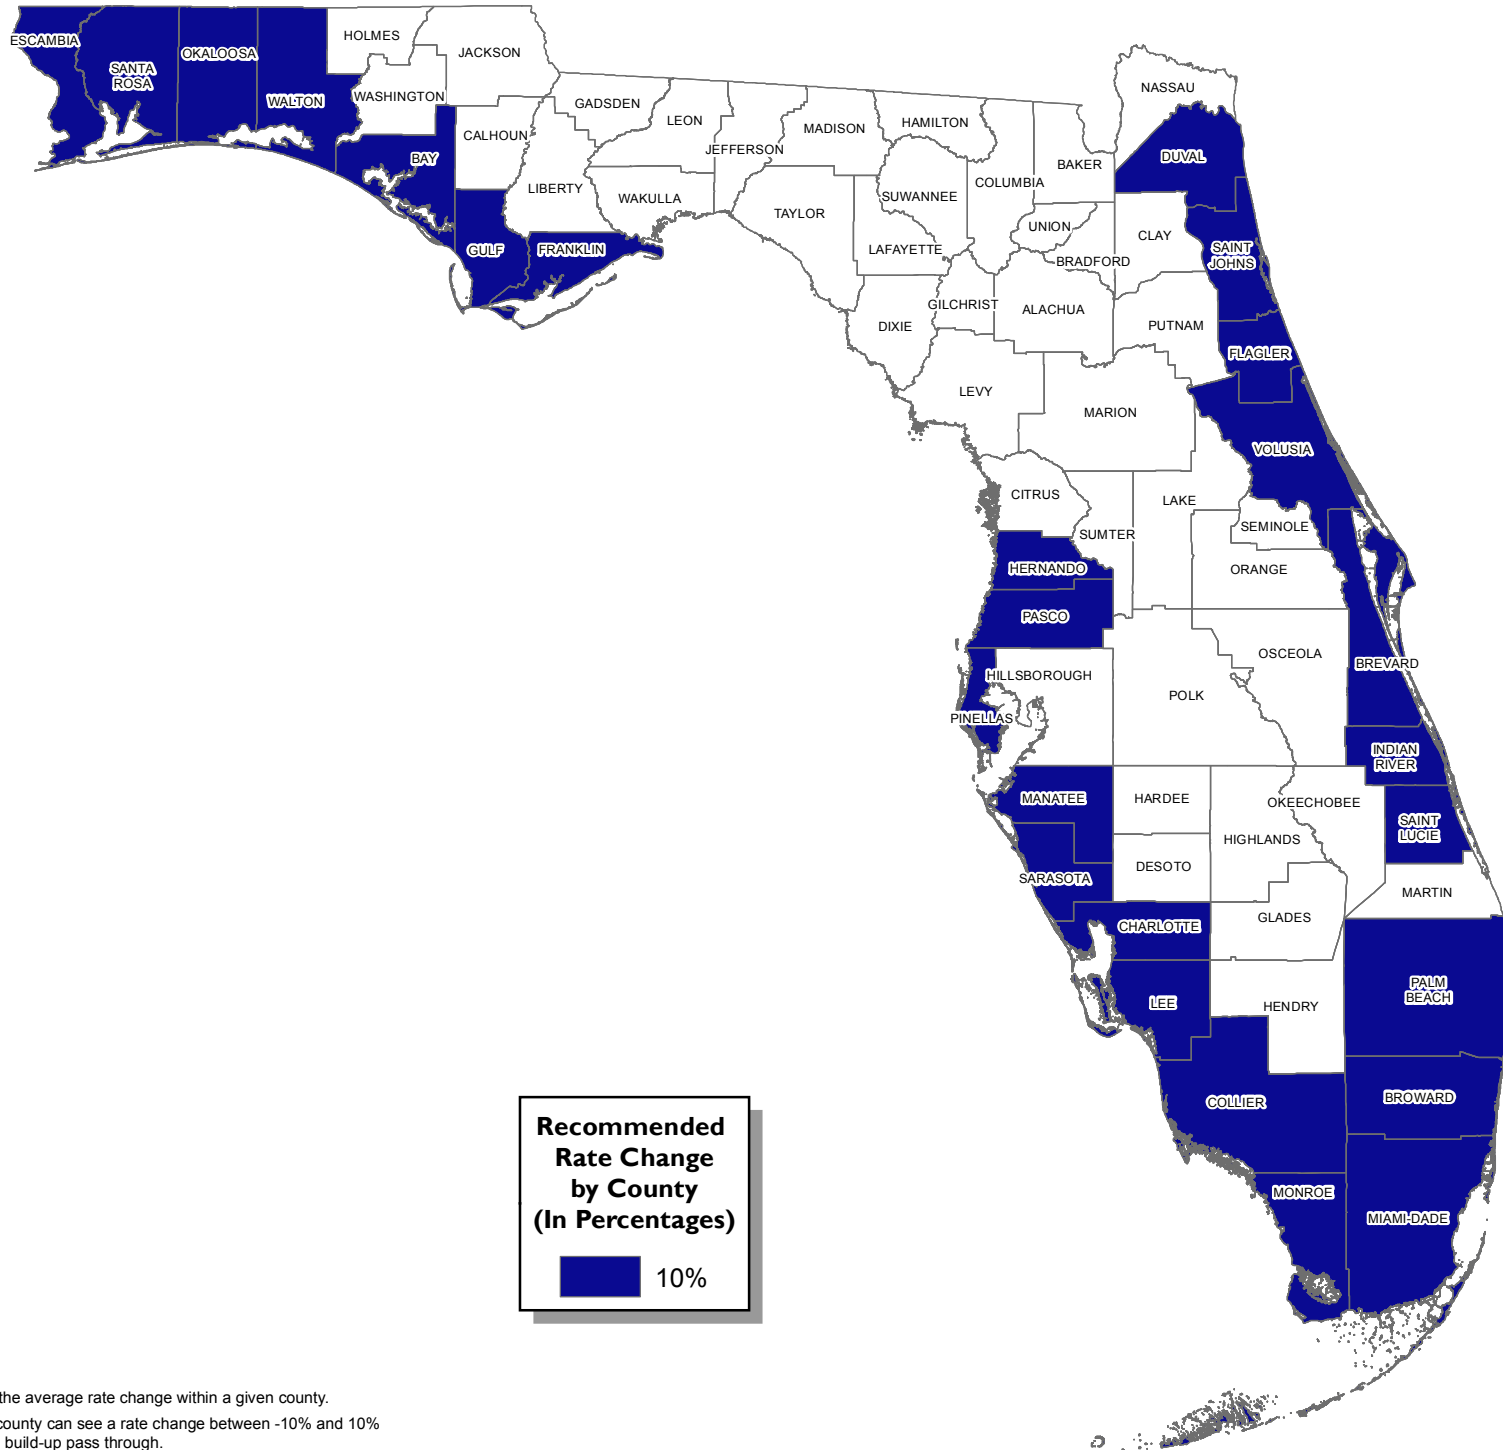 ESCAMBIA
SANTA
ROSA
OKALOOSA
WALTON
HOLMES
WASHINGTON
JACKSON
BAY
CALHOUN
GULF
LIBERTY
FRANKLIN
GADSDEN
LEON
WAKULLA
JEFFERSON
MADISON
TAYLOR
HAMILTON
SUWANNEE
LAFAYETTE
COLUMBIA
BAKER
NASSAU
DUVAL
UNION
BRADFORD
CLAY
SAINT
JOHNS
DIXIE
GILCHRIST
ALACHUA
PUTNAM
FLAGLER
LEVY
MARION
VOLUSIA
CITRUS
SUMTER
LAKE
SEMINOLE
ORANGE
HERNANDO
PASCO
OSCEOLA
BREVARD
HILLSBOROUGH
PINELLAS
POLK
INDIAN
RIVER
MANATEE
HARDEE
OKEECHOBEE
SAINT
LUCIE
HIGHLANDS
SARASOTA
DESOTO
MARTIN
CHARLOTTE
GLADES
LEE
HENDRY
PALM
BEACH
COLLIER
BROWARD
MONROE
MIAMI-DADE
Recommended
Rate Change
by County
(In Percentages)
10%
the average rate change within a given county.
county can see a rate change between -10% and 10%
build-up pass through.